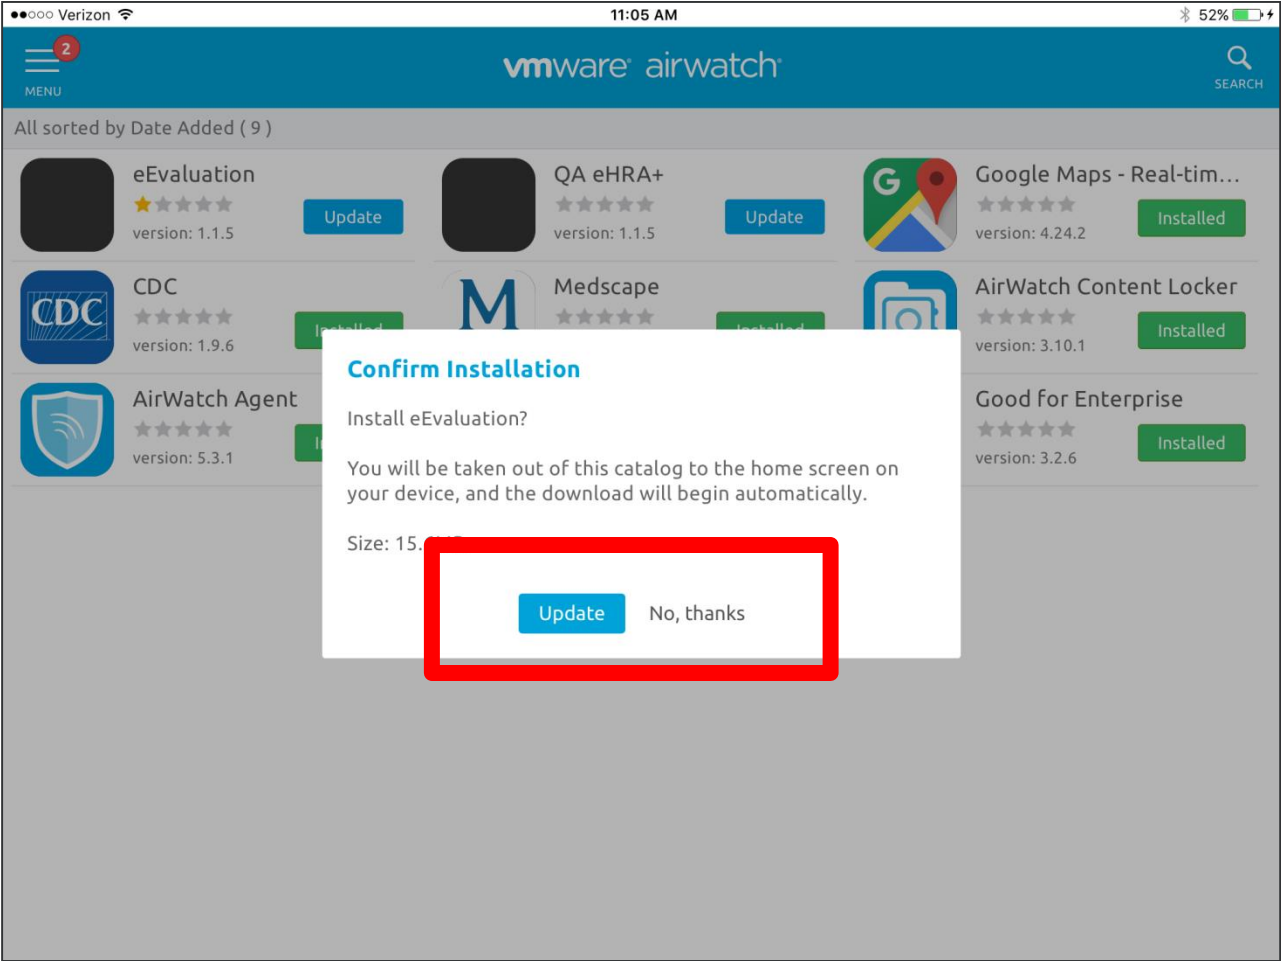 Verizon 11:05 AM 52%
2
MENU
vmware airwatch
SEARCH
All sorted by Date Added ( 9 )
eEvaluation
version: 1.1.5
Update
QA eHRA+
version: 1.1.5
Update
G
Google Maps - Real-tim...
version: 4.24.2
Installed
CDC
CDC
version: 1.9.6
Installed
M
Medscape
Installed
AirWatch Content Locker
version: 3.10.1
Installed
AirWatch Agent
version: 5.3.1
Good for Enterprise
version: 3.2.6
Installed
Confirm Installation
Install eEvaluation?
You will be taken out of this catalog to the home screen on
your device, and the download will begin automatically.
Size: 15.
Update No, thanks